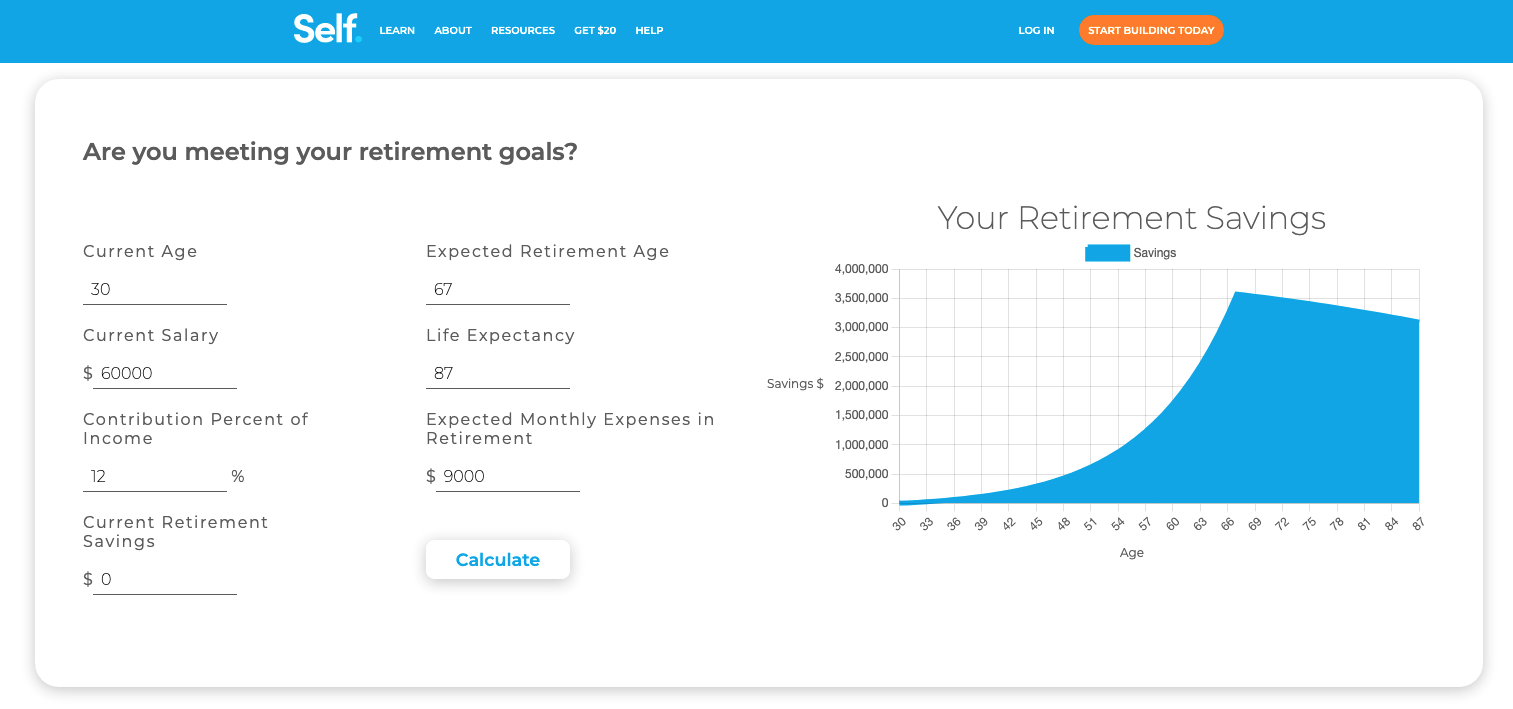 Self.
LEARN
ABOUT
RESOURCES
GET $20
HELP
LOG IN
START BUILDING TODAY
Are you meeting your retirement goals?
Current Age
30
Current Salary
$ 60000
Contribution Percent of
Income
12 %
Current Retirement
Savings
$ 0
Expected Retirement Age
67
Life Expectancy
87
Expected Monthly Expenses in
Retirement
$ 9000
Calculate
Your Retirement Savings
Savings
Savings $
4,000,000
3,500,000
3,000,000
2,500,000
2,000,000
1,500,000
1,000,000
500,000
0
30 33 36 39 42 45 48 51 54 57 60 63 66 69 72 75 78 81 84 87
Age